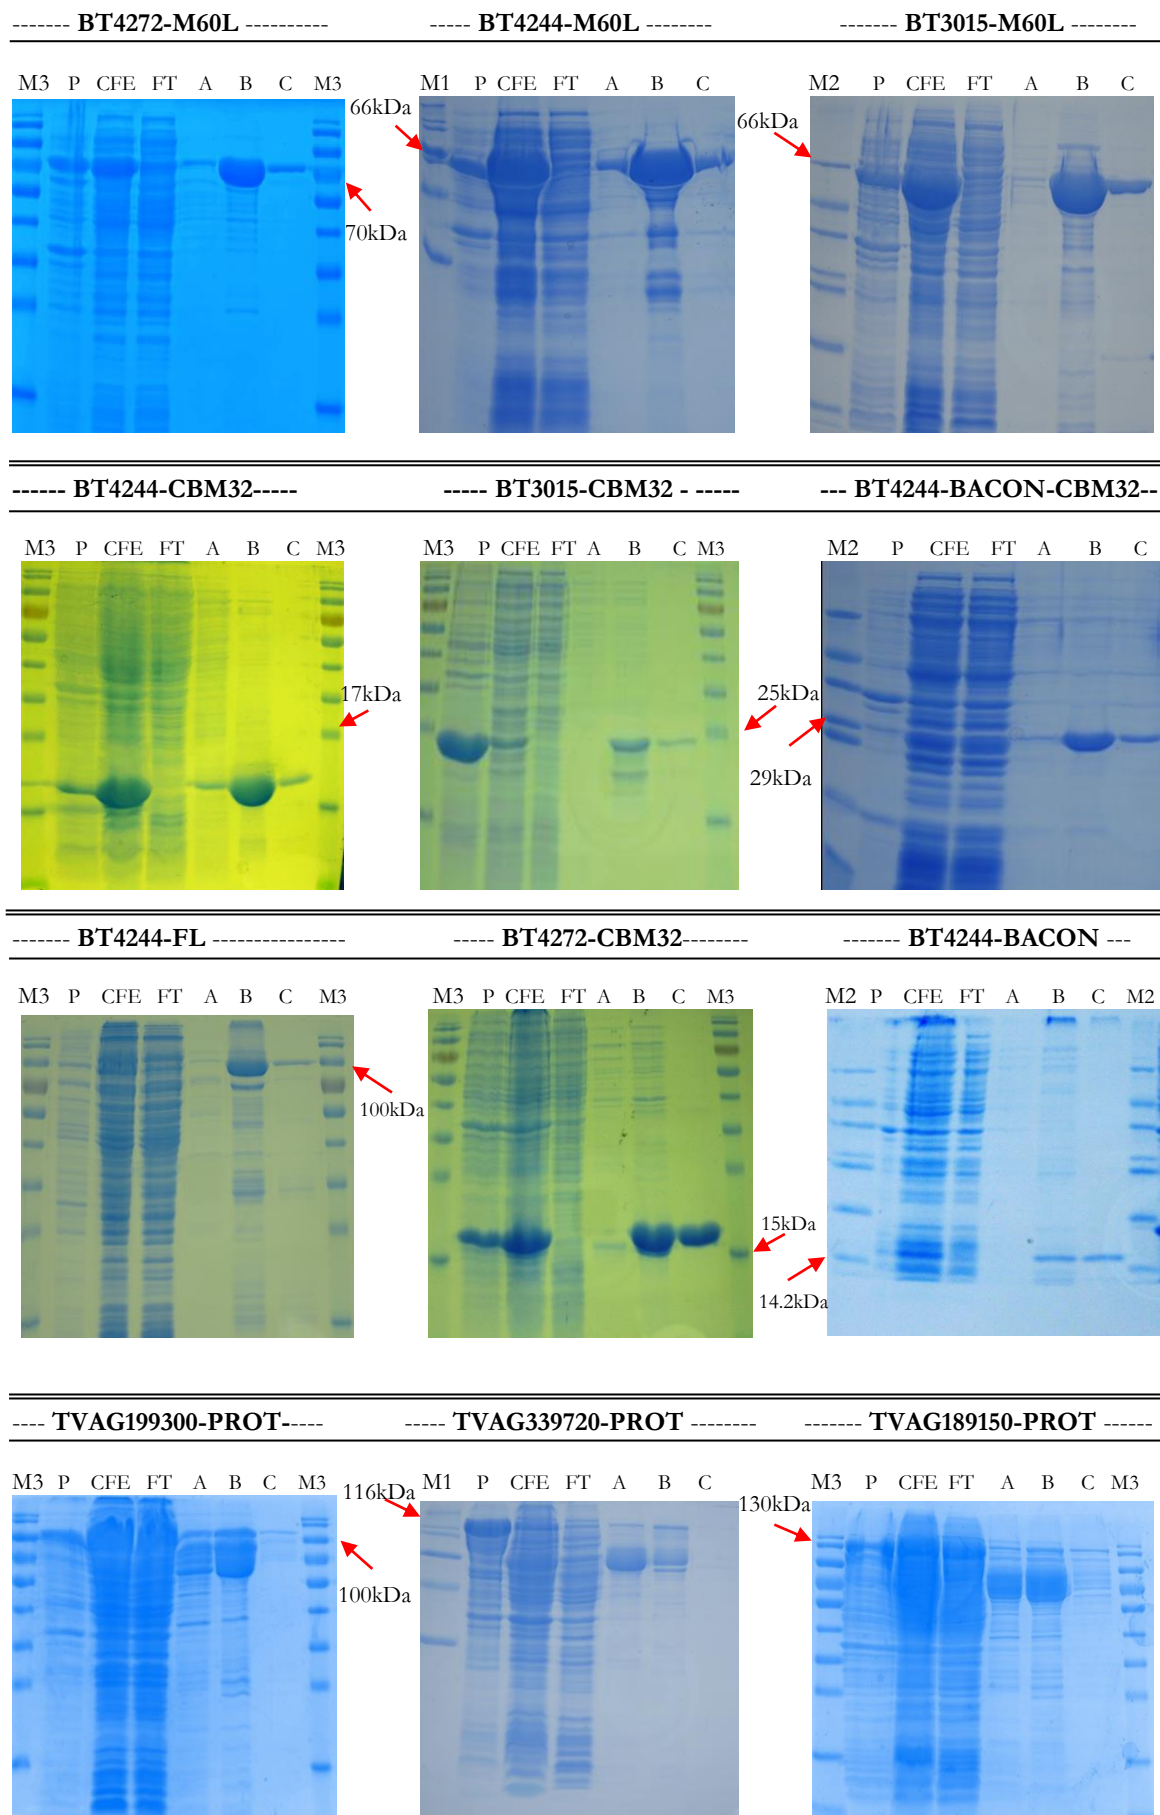 ------- BT4272-M60L ----------
----- BT4244-M60L --------
------- BT3015-M60L --------
M3 P CFE FT A B C M3
M1 P CFE FT A B C
M2 P CFE FT A B C
66kDa
66kDa
70kDa
------ BT4244-CBM32-----
----- BT3015-CBM32 - -----
--- BT4244-BACON-CBM32--
M3 P CFE FT A B C M3
M3 P CFE FT A B C M3
M2 P CFE FT A B C
17kDa
25kDa
29kDa
------- BT4244-FL ----------------
----- BT4272-CBM32--------
------- BT4244-BACON ---
M3 P CFE FT A B C M3
M3 P CFE FT A B C M3
M2 P CFE FT A B C M2
100kDa
15kDa
14.2kDa
---- TVAG199300-PROT-----
----- TVAG339720-PROT --------
------- TVAG189150-PROT ------
M3 P CFE FT A B C M3
M1 P CFE FT A B C
M3 P CFE FT A B C M3
116kDa
130kDa
100kDa